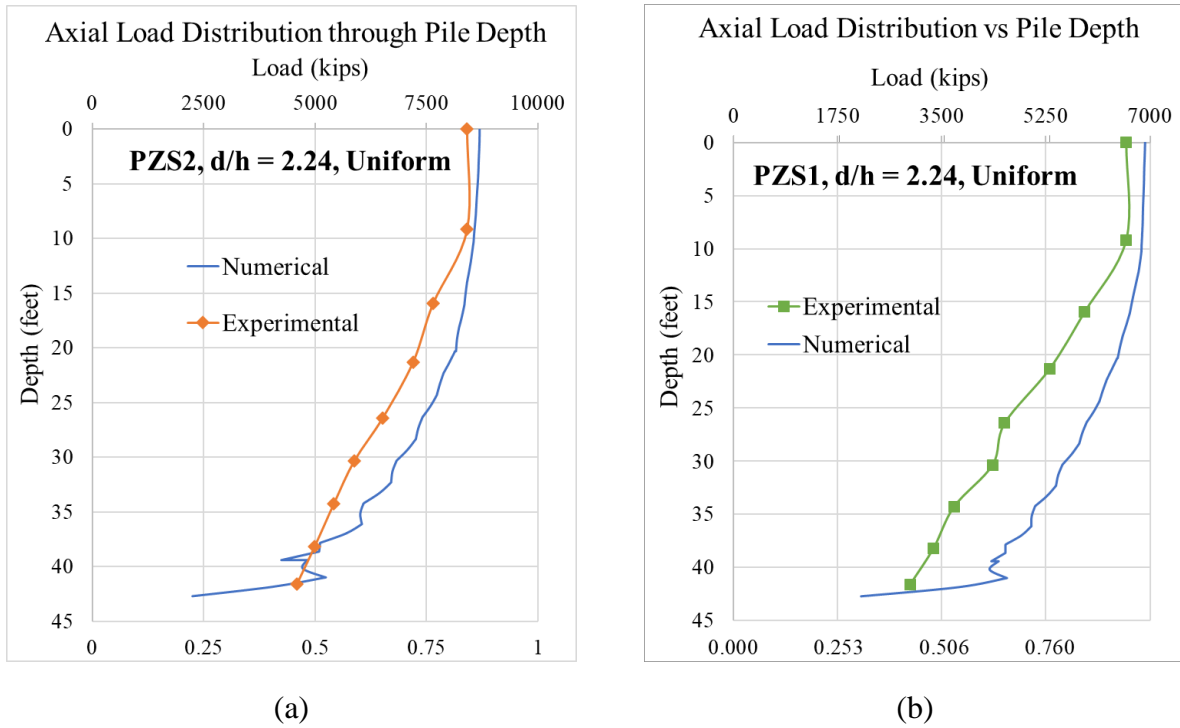 Axial Load Distribution through Pile Depth
Load (kips)
0 2500 5000 7500 10000
PZS2, d/h = 2.24, Uniform
Numerical
Experimental
Depth (feet)
0
5
10
15
20
25
30
35
40
45
0 0.25 0.5 0.75 1
(a)
Axial Load Distribution vs Pile Depth
Load (kips)
0 1750 3500 5250 7000
PZS1, d/h = 2.24, Uniform
Experimental
Numerical
Depth (feet)
0
5
10
15
20
25
30
35
40
45
0.000 0.253 0.506 0.760
(b)